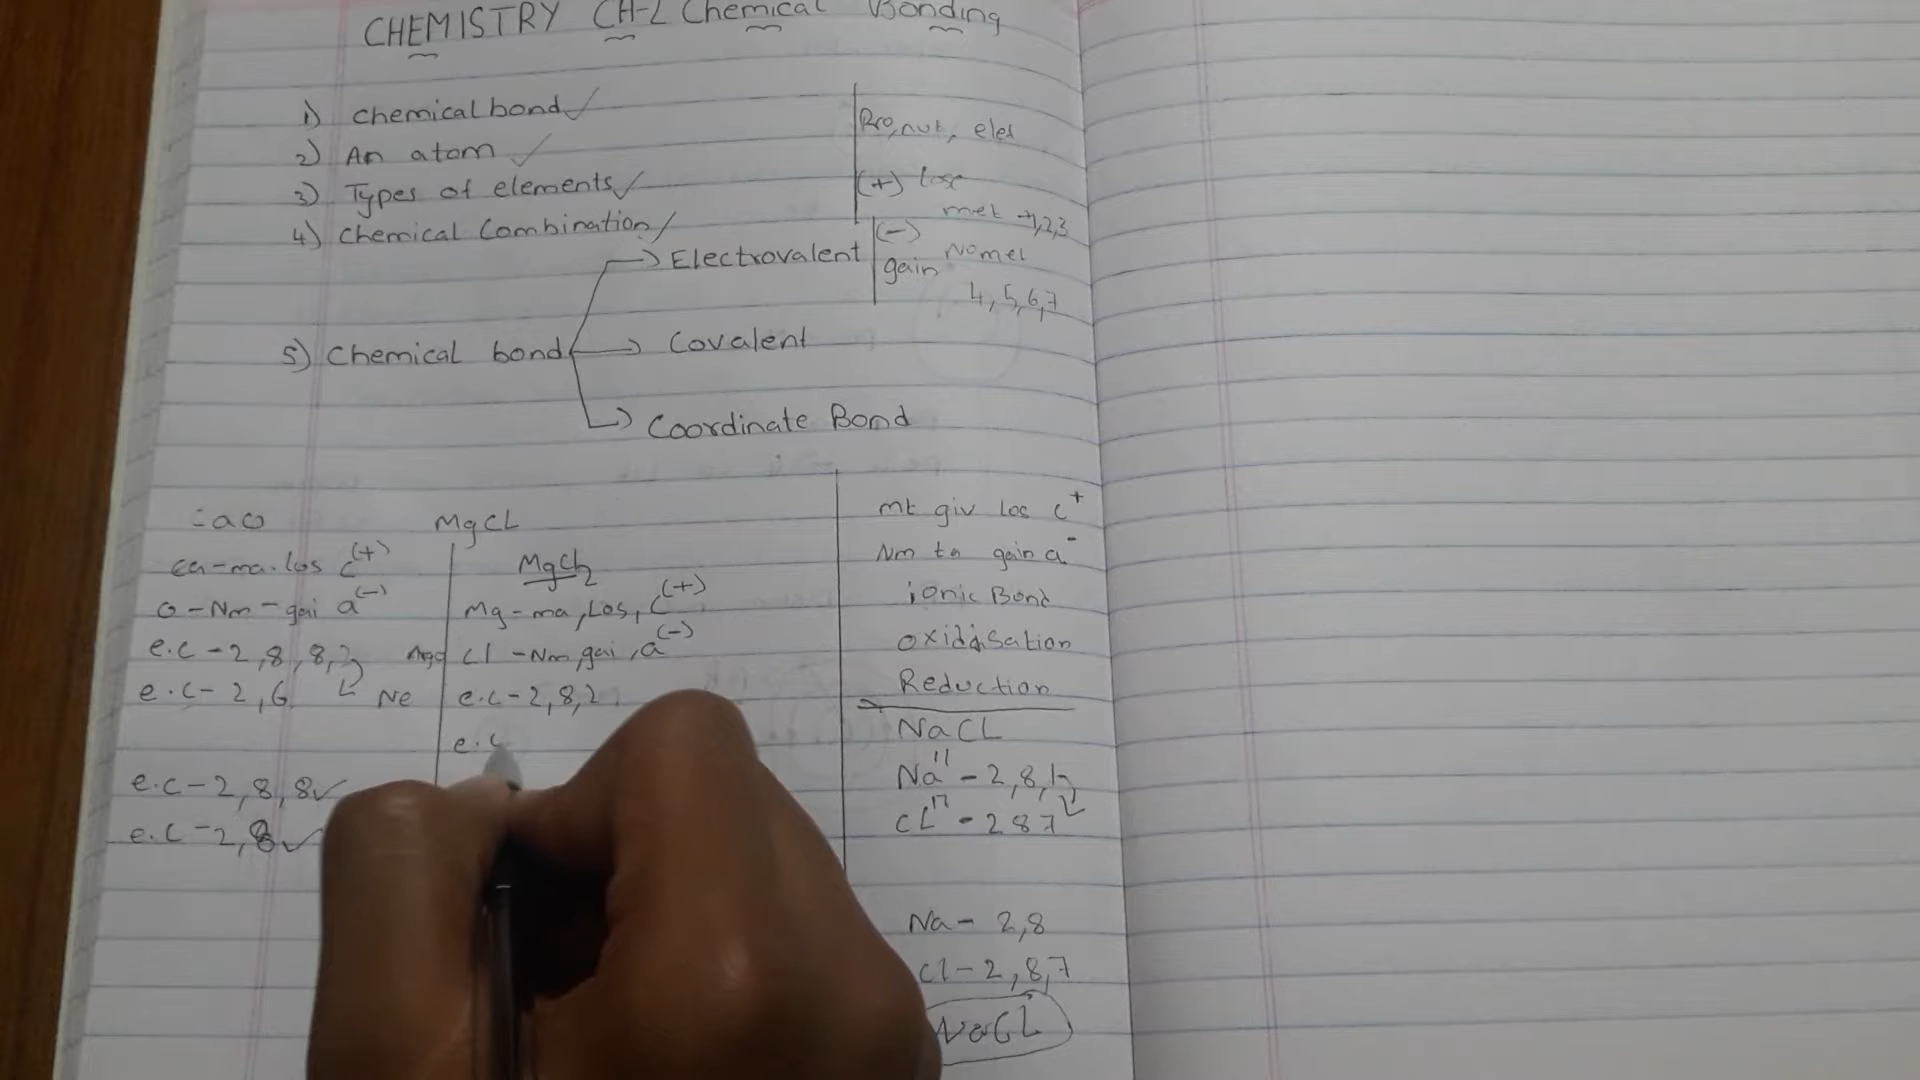 CHEMISTRY CH-2 Chemical Bonding
1) Chemical bond ✓
2) An atom ✓
3) Types of elements ✓
4) Chemical Combination
5) Chemical bond
→ Electrovalent
→ Covalent
→ Coordinate Bond
Pro, nut, eles
(+) lose
met → 1,2,3
(-)
gain Nomet
4, 5, 6, 7
CaO
Ca-ma. los C(+)
O-Nm-gai a(-)
e.c-2,8,8,2
e.c-2,6 Ne
e.c-2,8,8✓
e.c-2,8✓
MgCL
MgCl2
Mg-ma, Los, C(+)
Cl-Nm, gai, a(-)
e.c-2,8,2
e.c
mt giv los c+
Nm ta gain a-
ionic Bond
oxiddisation
Reduction
NaCL
Na11 - 2,8,1
CL17 - 2 8 7
Na- 2,8
Cl-2,8,7
NaCL